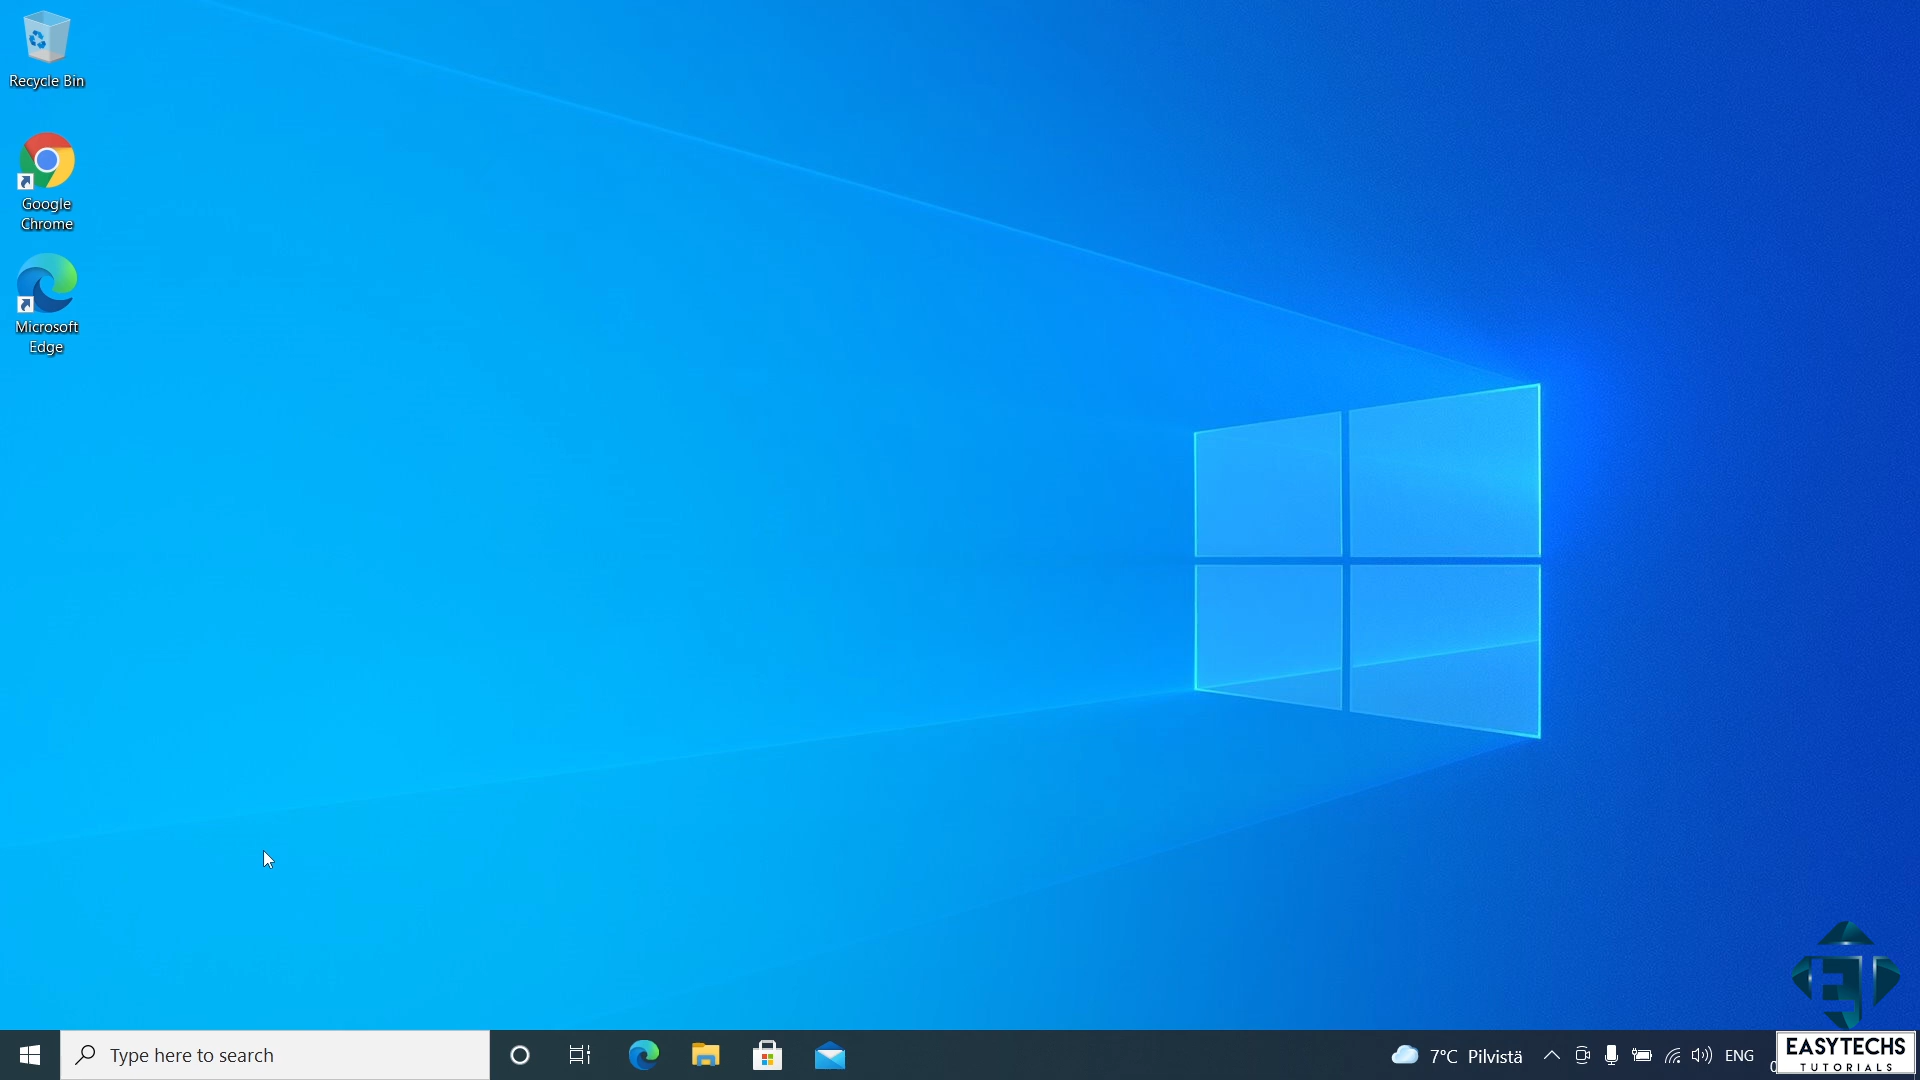 Recycle Bin
Google
Chrome
Microsoft
Edge
Type here to search
7°C Pilvistä
ENG
EASYTECHS
TUTORIALS